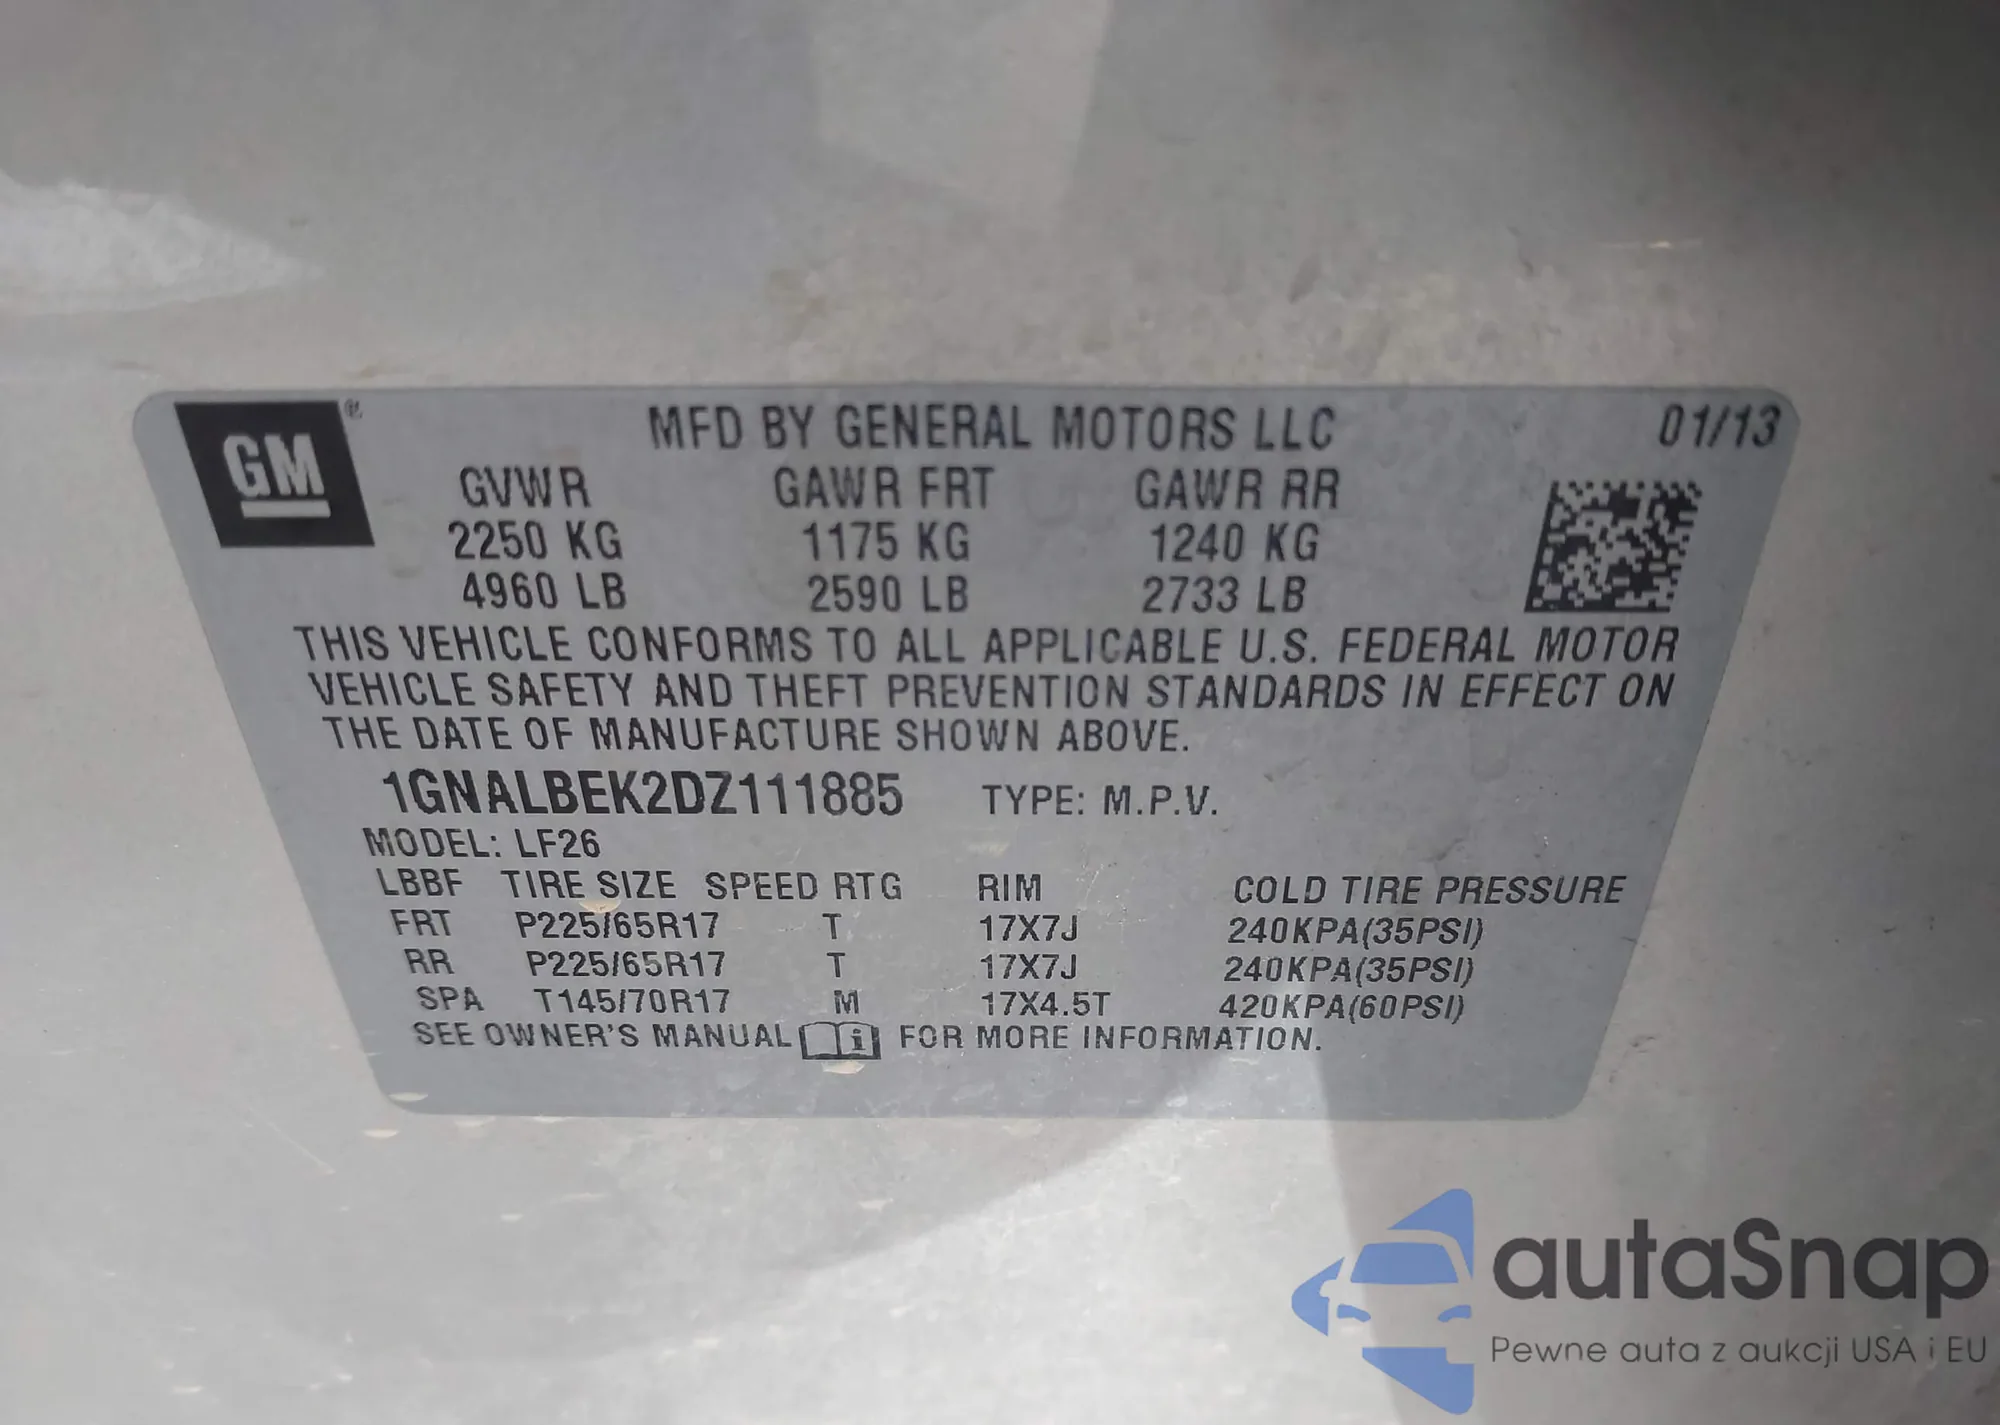 GM ® MFD BY GENERAL MOTORS LLC 01/13
GVWR GAWR FRT GAWR RR
2250 KG 1175 KG 1240 KG
4960 LB 2590 LB 2733 LB
THIS VEHICLE CONFORMS TO ALL APPLICABLE U.S. FEDERAL MOTOR
VEHICLE SAFETY AND THEFT PREVENTION STANDARDS IN EFFECT ON
THE DATE OF MANUFACTURE SHOWN ABOVE.
1GNALBEK2DZ111885 TYPE: M.P.V.
MODEL: LF26
LBBF TIRE SIZE SPEED RTG RIM COLD TIRE PRESSURE
FRT P225/65R17 T 17X7J 240KPA(35PSI)
RR P225/65R17 T 17X7J 240KPA(35PSI)
SPA T145/70R17 M 17X4.5T 420KPA(60PSI)
SEE OWNER'S MANUAL i FOR MORE INFORMATION.
autaSnap
Pewne auta z aukcji USA i EU